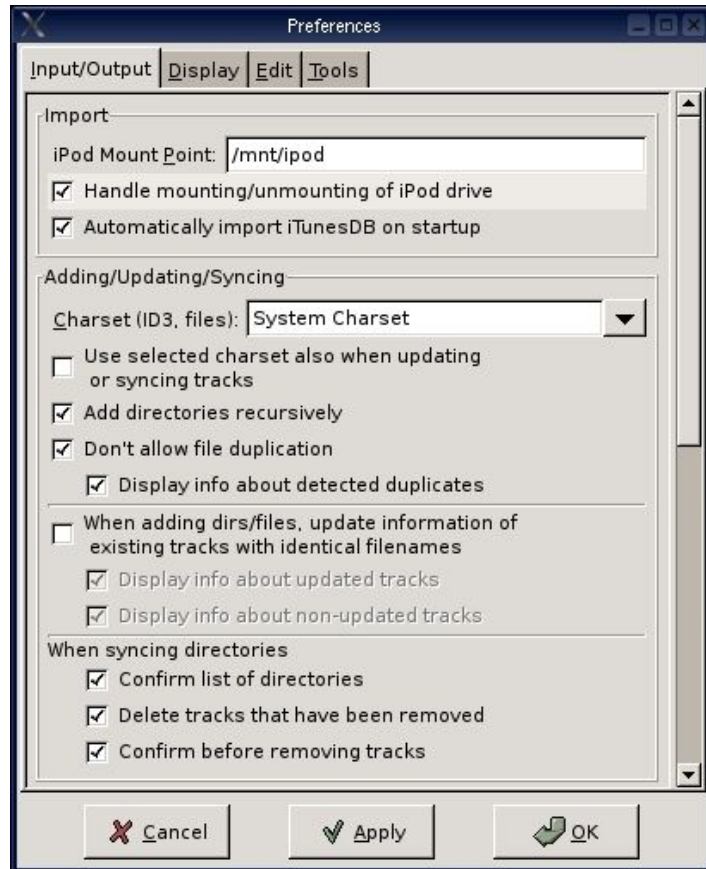 Preferences
Input/Output Display Edit Tools
Import
iPod Mount Point: /mnt/ipod
Handle mounting/unmounting of iPod drive
Automatically import iTunesDB on startup
Adding/Updating/Syncing
Charset (ID3, files): System Charset
Use selected charset also when updating
or syncing tracks
Add directories recursively
Don't allow file duplication
Display info about detected duplicates
When adding dirs/files, update information of
existing tracks with identical filenames
Display info about updated tracks
Display info about non-updated tracks
When syncing directories
Confirm list of directories
Delete tracks that have been removed
Confirm before removing tracks
Cancel Apply OK